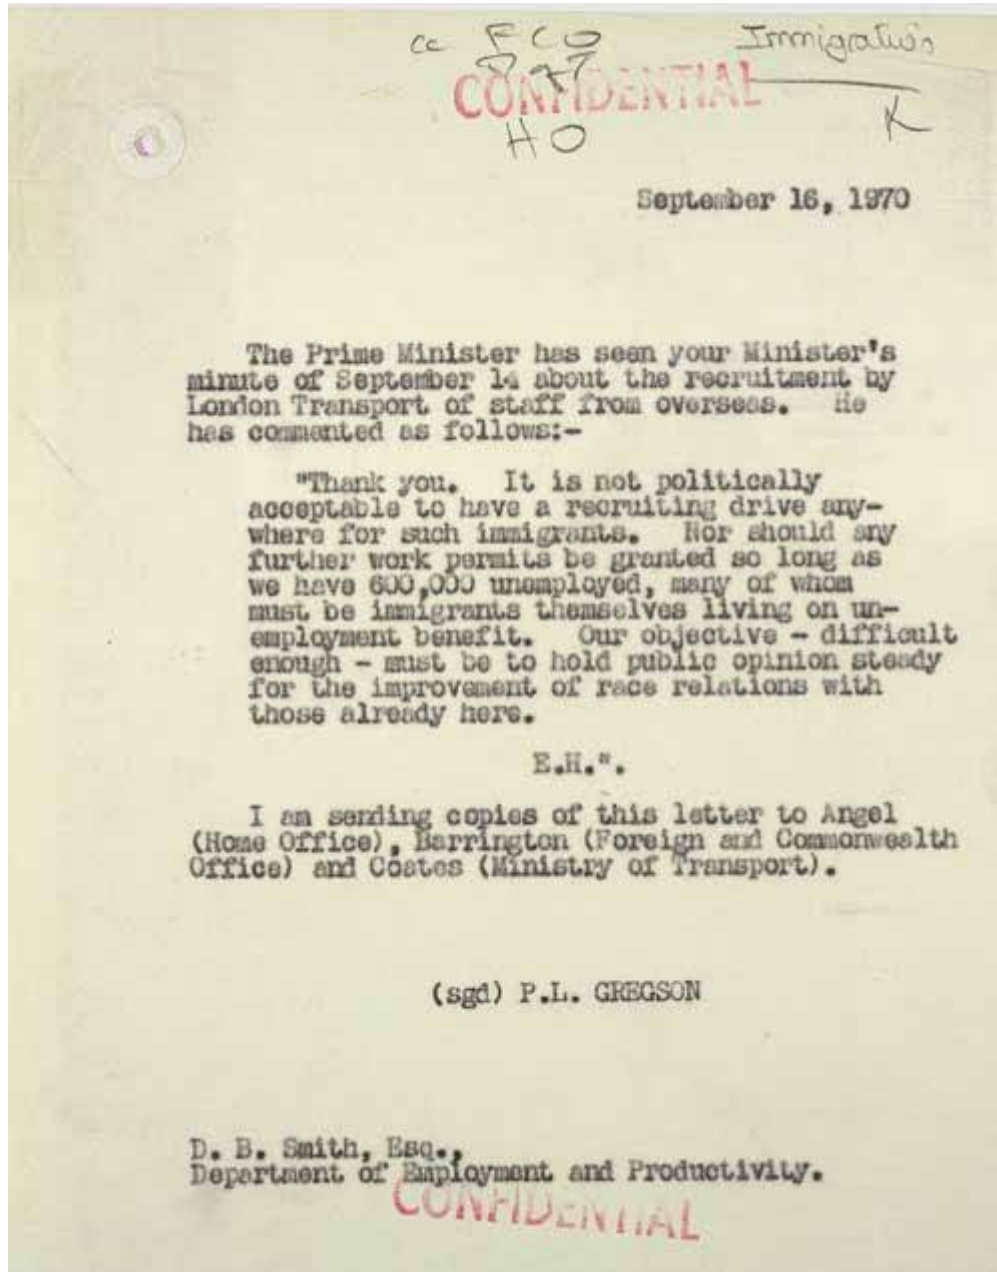 cc FCO Immigration
CONFIDENTIAL
HO K
September 16, 1970
The Prime Minister has seen your Minister's
minute of September 14 about the recruitment by
London Transport of staff from overseas. He
has commented as follows:-
"Thank you. It is not politically
acceptable to have a recruiting drive any-
where for such immigrants. Nor should any
further work permits be granted so long as
we have 600,000 unemployed, many of whom
must be immigrants themselves living on un-
employment benefit. Our objective - difficult
enough - must be to hold public opinion steady
for the improvement of race relations with
those already here.
E.H.".
I am sending copies of this letter to Angel
(Home Office), Barrington (Foreign and Commonwealth
Office) and Coates (Ministry of Transport).
(sgd) P.L. GREGSON
D. B. Smith, Esq.,
Department of Employment and Productivity.
CONFIDENTIAL